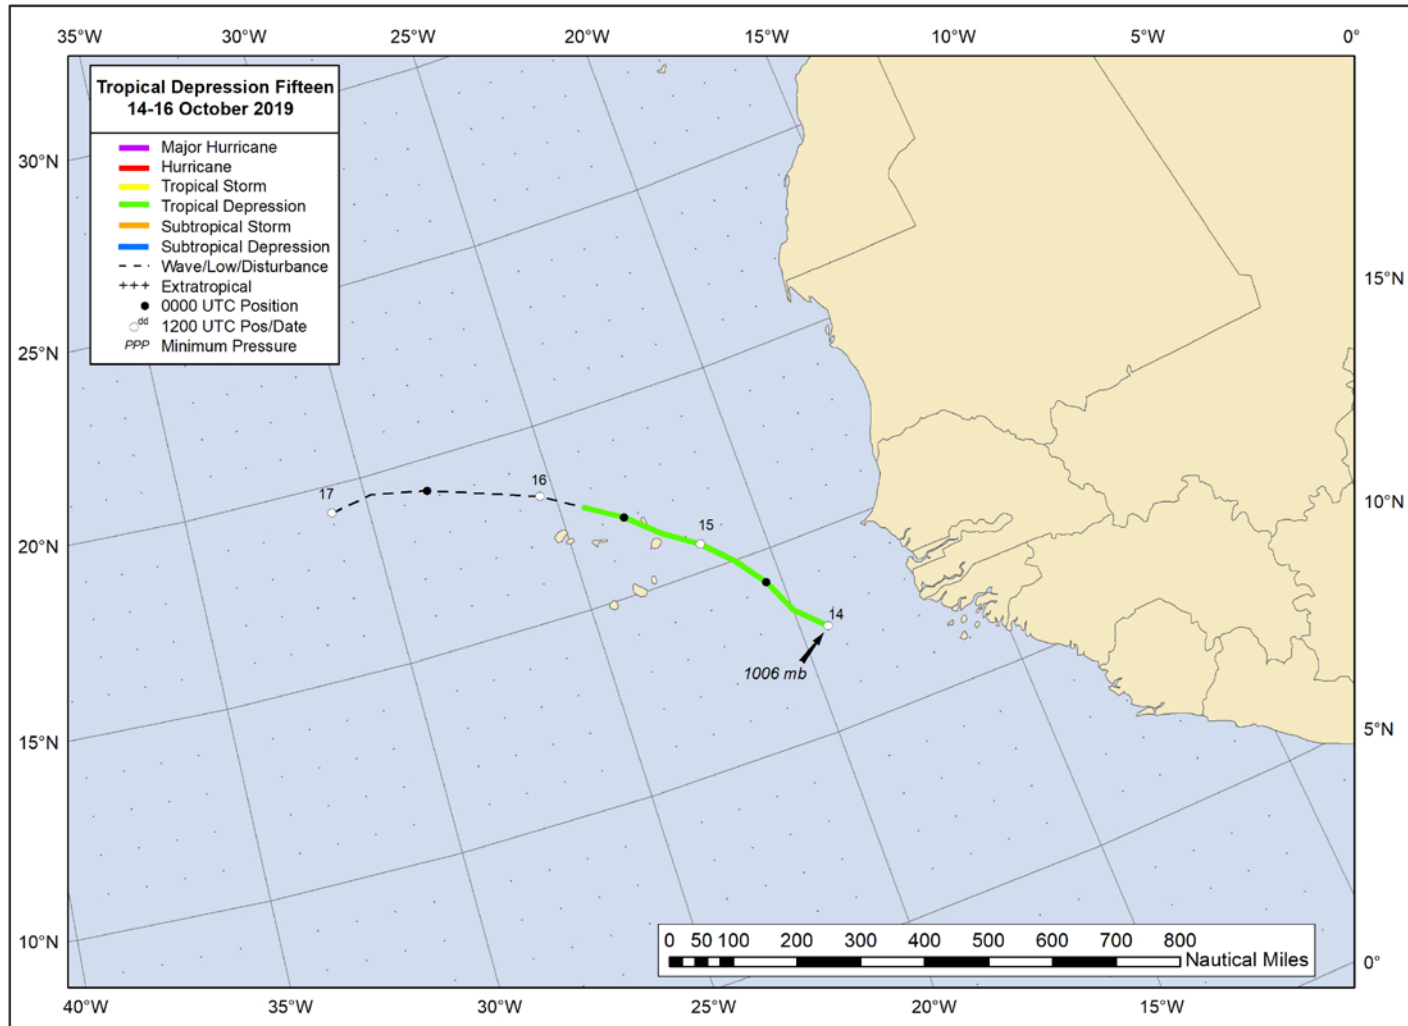 35°W 30°W 25°W 20°W 15°W 10°W 5°W 0°
Tropical Depression Fifteen
14-16 October 2019
Major Hurricane
Hurricane
Tropical Storm
Tropical Depression
Subtropical Storm
Subtropical Depression
Wave/Low/Disturbance
+++ Extratropical
0000 UTC Position
dd 1200 UTC Pos/Date
PPP Minimum Pressure
30°N
15°N
25°N
17
16
10°N
15
20°N
14
1006 mb
15°N
5°N
10°N
0 50 100 200 300 400 500 600 700 800
Nautical Miles
0°
40°W 35°W 30°W 25°W 20°W 15°W